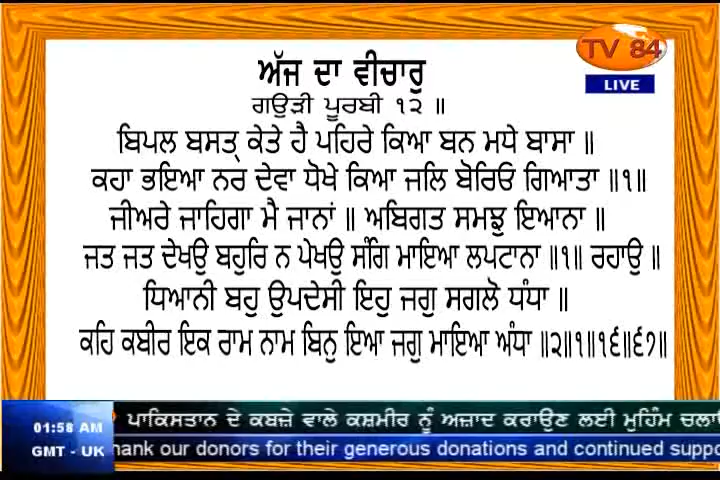 TV 84
LIVE
ਅੱਜ ਦਾ ਵੀਚਾਰੁ
ਗਉੜੀ ਪੂਰਬੀ ੧੨ ॥
ਬਿਪਲ ਬਸਤ੍ਰ ਕੇਤੇ ਹੈ ਪਹਿਰੇ ਕਿਆ ਬਨ ਮਧੇ ਬਾਸਾ ॥
ਕਹਾ ਭਇਆ ਨਰ ਦੇਵਾ ਧੋਖੇ ਕਿਆ ਜਲਿ ਬੋਰਿਓ ਗਿਆਤਾ ॥੧॥
ਜੀਅਰੇ ਜਾਹਿਗਾ ਮੈ ਜਾਨਾਂ ॥ ਅਬਿਗਤ ਸਮਝੁ ਇਆਨਾ ॥
ਜਤ ਜਤ ਦੇਖਉ ਬਹੁਰਿ ਨ ਪੇਖਉ ਸੰਗਿ ਮਾਇਆ ਲਪਟਾਨਾ ॥੧॥ ਰਹਾਉ ॥
ਧਿਆਨੀ ਬਹੁ ਉਪਦੇਸੀ ਇਹੁ ਜਗੁ ਸਗਲੋ ਧੰਧਾ ॥
ਕਹਿ ਕਬੀਰ ਇਕ ਰਾਮ ਨਾਮ ਬਿਨੁ ਇਆ ਜਗੁ ਮਾਇਆ ਅੰਧਾ ॥੨॥੧॥੧੬॥੬੭॥
01:58 AM
ਪਾਕਿਸਤਾਨ ਦੇ ਕਬਜ਼ੇ ਵਾਲੇ ਕਸ਼ਮੀਰ ਨੂੰ ਅਜ਼ਾਦ ਕਰਾਉਣ ਲਈ ਮੁਹਿੰਮ ਚਲਾ
GMT - UK
hank our donors for their generous donations and continued suppo